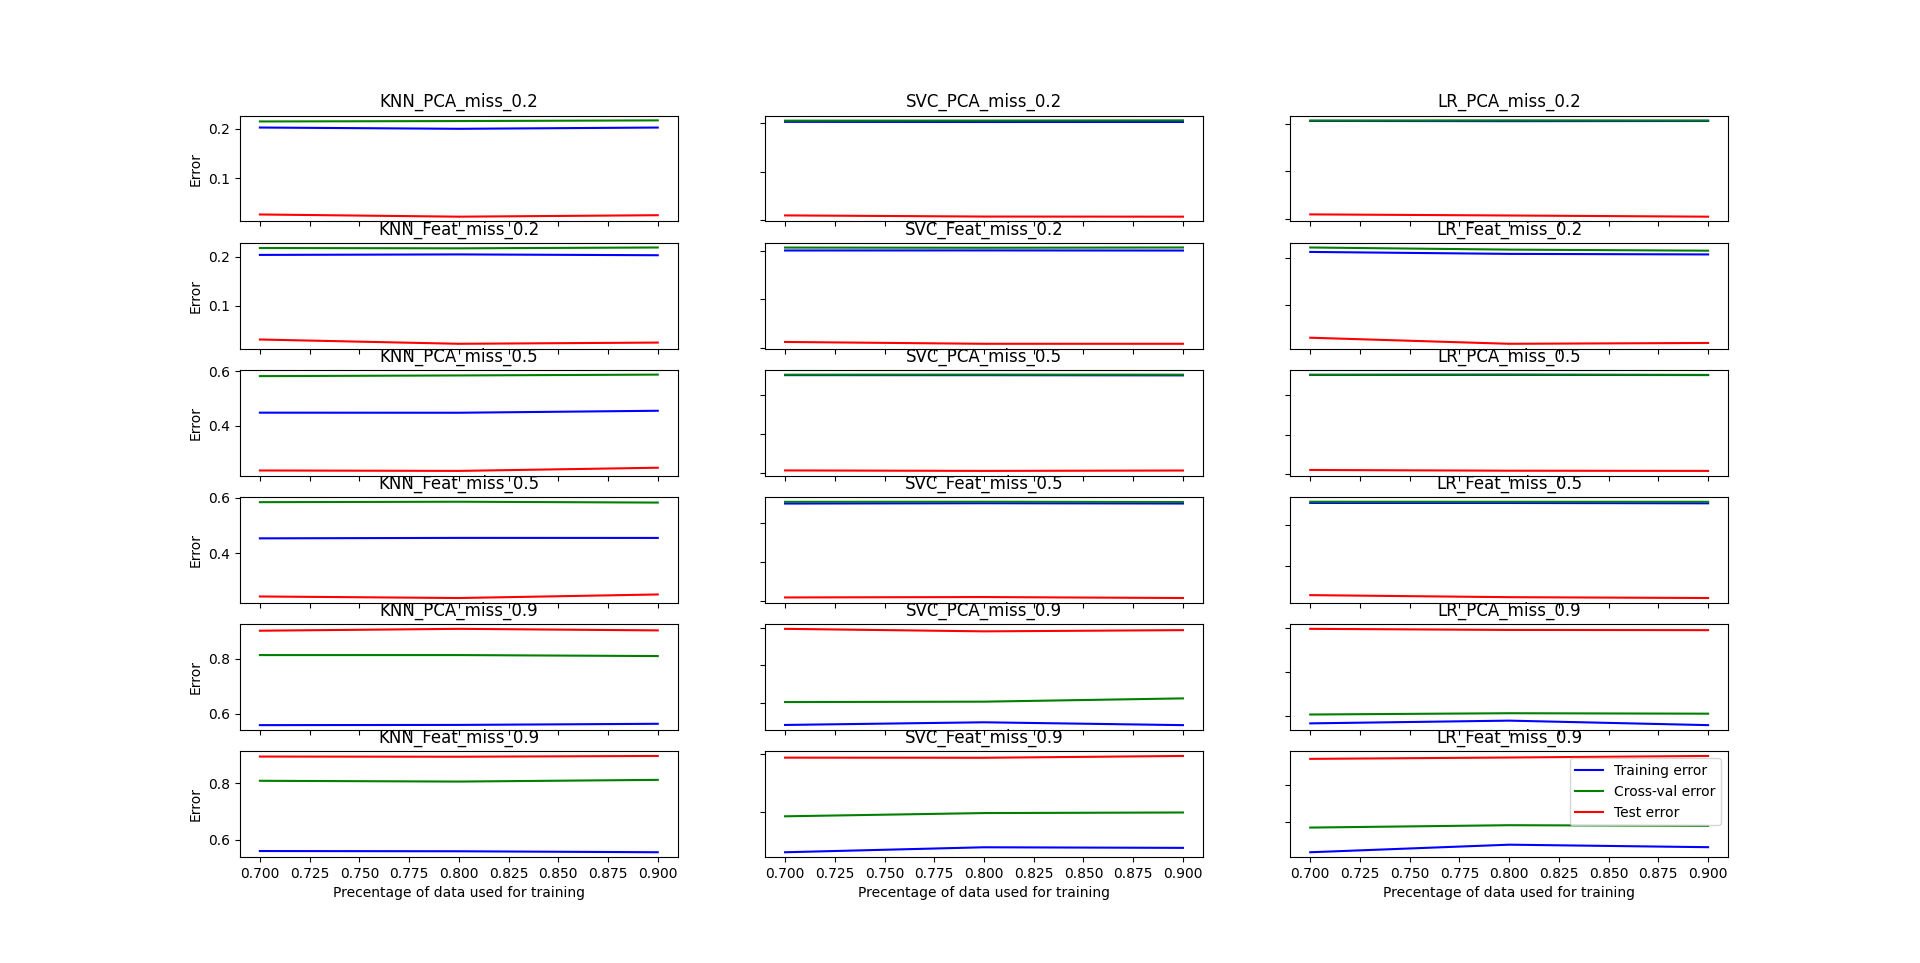 KNN_PCA_miss_0.2 SVC_PCA_miss_0.2 LR_PCA_miss_0.2
0.2
Error
0.1
KNN_Feat_miss_0.2 SVC_Feat_miss_0.2 LR_Feat_miss_0.2
0.2
Error
0.1
KNN_PCA_miss_0.5 SVC_PCA_miss_0.5 LR_PCA_miss_0.5
0.6
Error
0.4
KNN_Feat_miss_0.5 SVC_Feat_miss_0.5 LR_Feat_miss_0.5
0.6
Error
0.4
KNN_PCA_miss_0.9 SVC_PCA_miss_0.9 LR_PCA_miss_0.9
0.8
Error
0.6
KNN_Feat_miss_0.9 SVC_Feat_miss_0.9 LR_Feat_miss_0.9
0.8
Error
0.6
Training error
Cross-val error
Test error
0.700 0.725 0.750 0.775 0.800 0.825 0.850 0.875 0.900 0.700 0.725 0.750 0.775 0.800 0.825 0.850 0.875 0.900 0.700 0.725 0.750 0.775 0.800 0.825 0.850 0.875 0.900
Precentage of data used for training Precentage of data used for training Precentage of data used for training